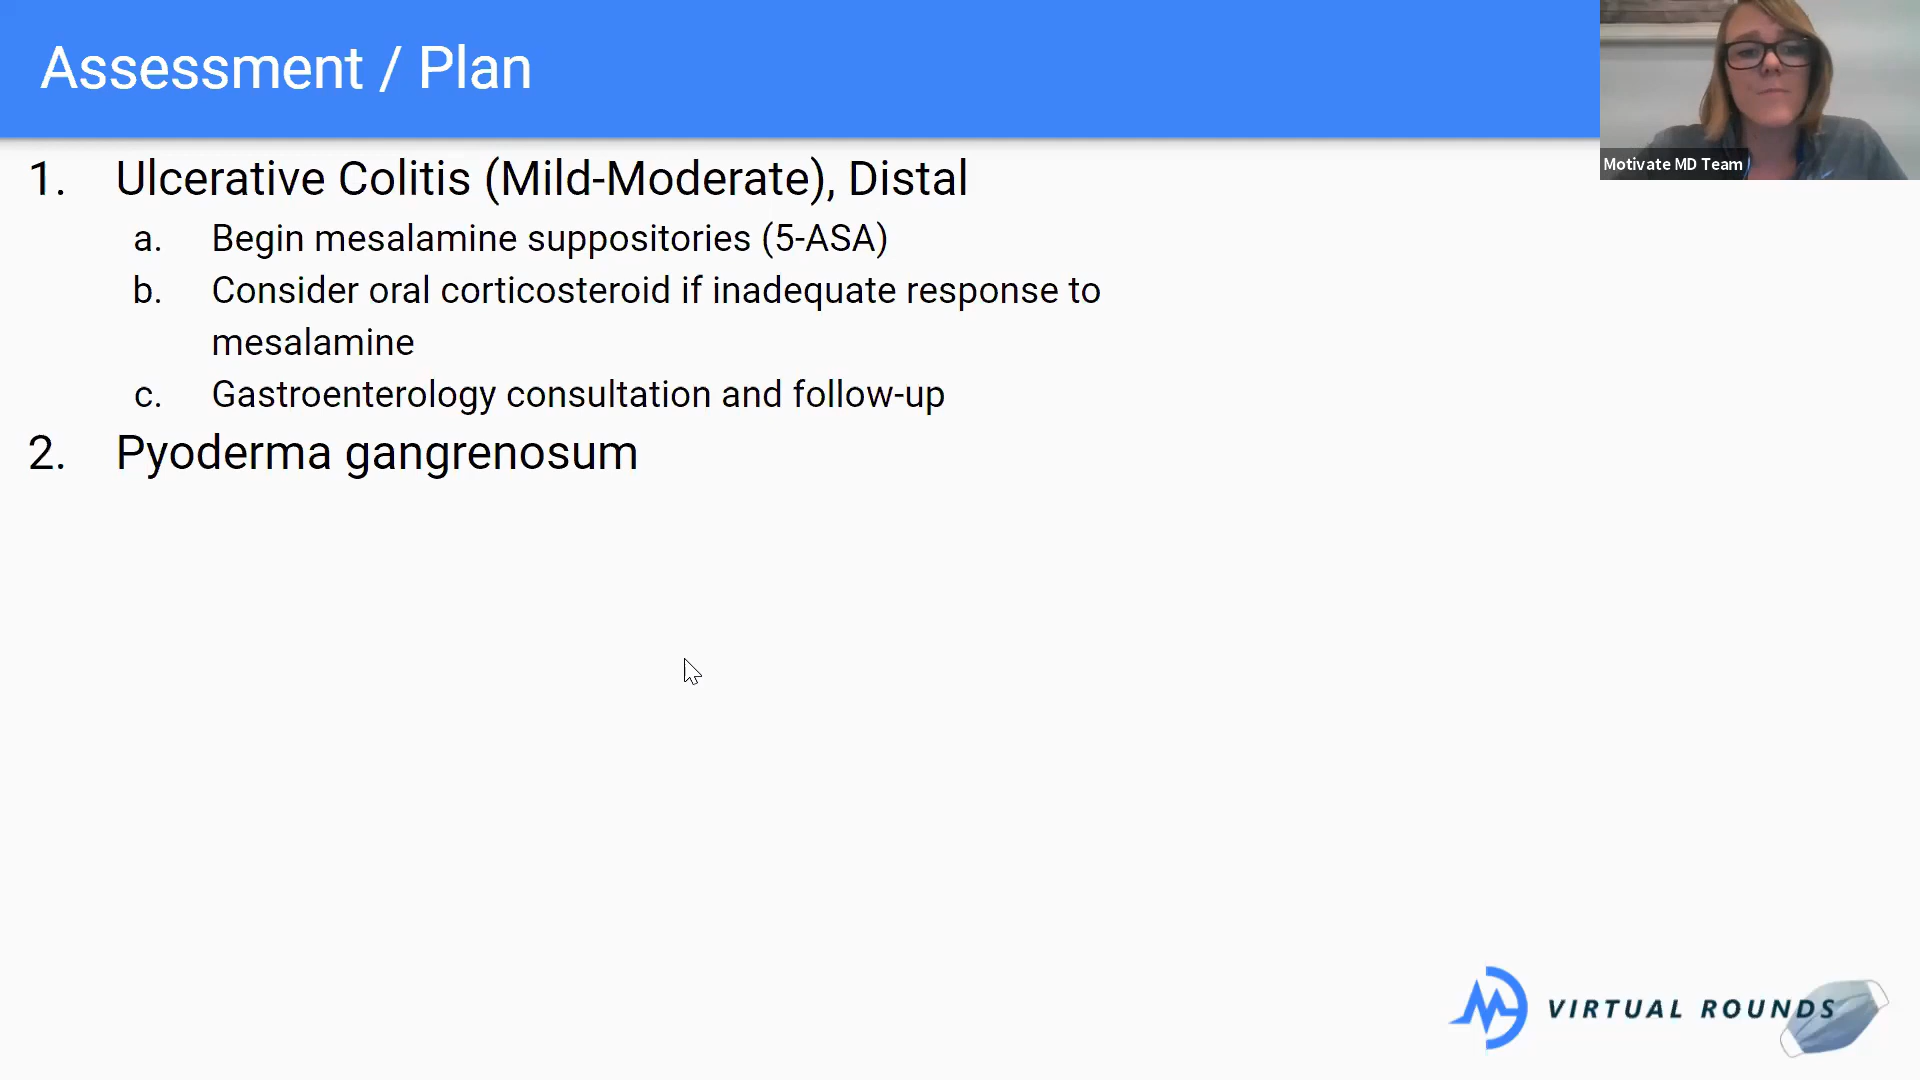 Assessment / Plan
Motivate MD Team
1. Ulcerative Colitis (Mild-Moderate), Distal
a. Begin mesalamine suppositories (5-ASA)
b. Consider oral corticosteroid if inadequate response to
mesalamine
c. Gastroenterology consultation and follow-up
2. Pyoderma gangrenosum
VIRTUAL ROUNDS